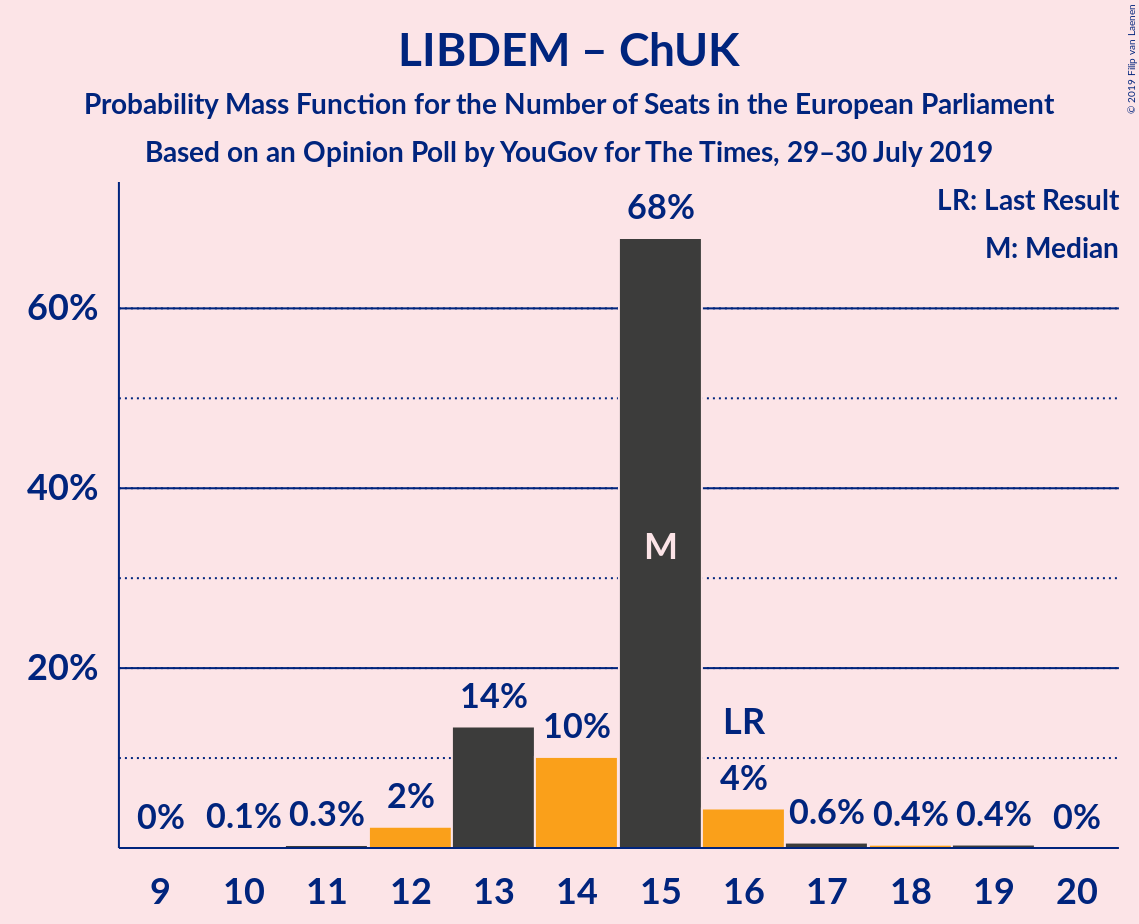 LIBDEM – ChUK
Probability Mass Function for the Number of Seats in the European Parliament
Based on an Opinion Poll by YouGov for The Times, 29–30 July 2019
© 2019 Filip van Laenen
LR: Last Result
M: Median
68%
60%
40%
M
20%
14%
10%
LR
4%
2%
0% 0.1% 0.3% 0.6% 0.4% 0.4% 0%
9 10 11 12 13 14 15 16 17 18 19 20